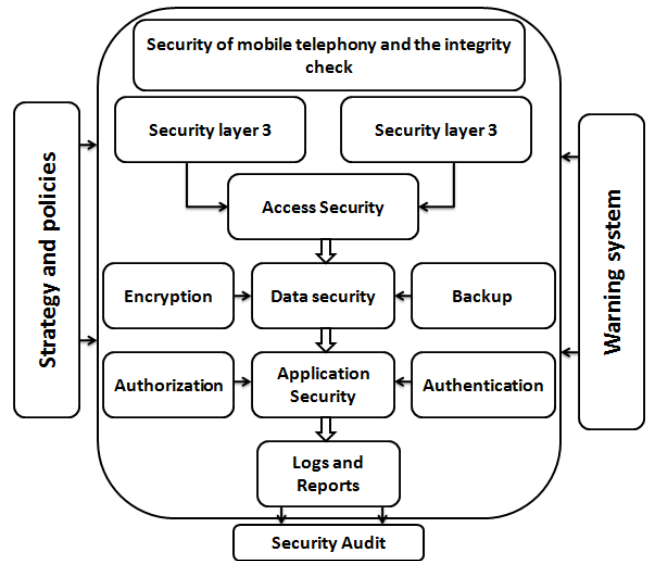 Security of mobile telephony and the integrity
check
Security layer 3
Security layer 3
Access Security
Strategy and policies
Warning system
Encryption
Data security
Backup
Authorization
Application
Security
Authentication
Logs and
Reports
Security Audit